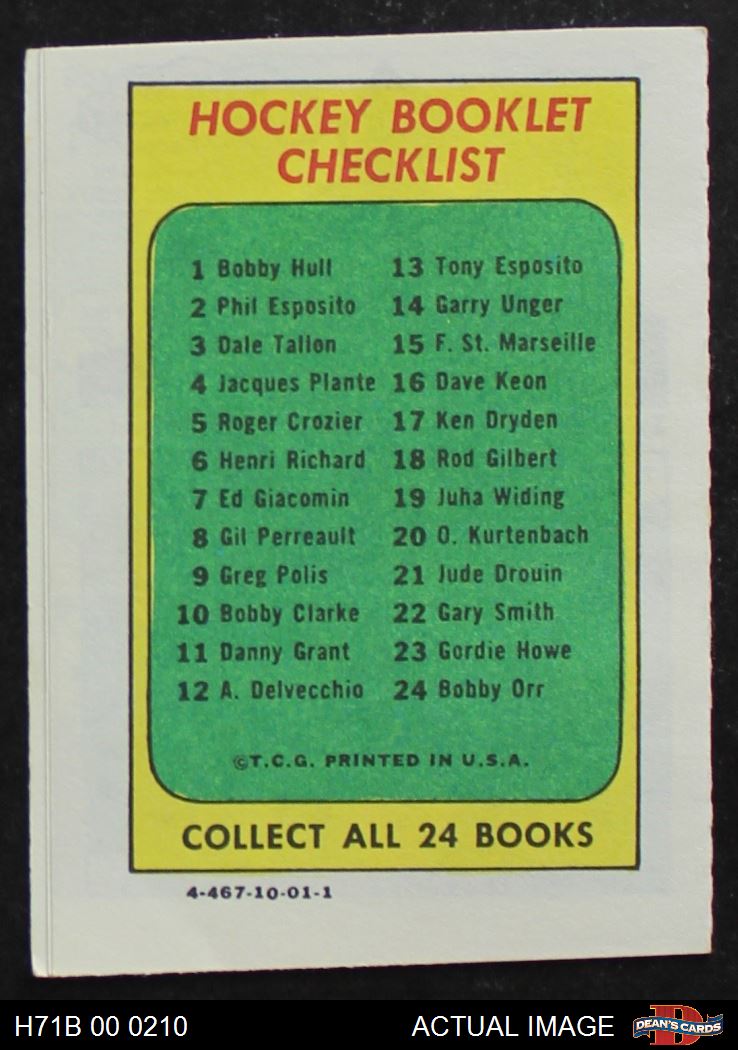 HOCKEY BOOKLET
CHECKLIST
1 Bobby Hull
2 Phil Esposito
3 Dale Tallon
4 Jacques Plante
5 Roger Crozier
6 Henri Richard
7 Ed Giacomin
8 Gil Perreault
9 Greg Polis
10 Bobby Clarke
11 Danny Grant
12 A. Delvecchio
13 Tony Esposito
14 Garry Unger
15 F. St. Marseille
16 Dave Keon
17 Ken Dryden
18 Rod Gilbert
19 Juha Widing
20 O. Kurtenbach
21 Jude Drouin
22 Gary Smith
23 Gordie Howe
24 Bobby Orr
©T.C.G. PRINTED IN U.S.A.
COLLECT ALL 24 BOOKS
4-467-10-01-1
H71B 00 0210
ACTUAL IMAGE
D
DEAN'S CARDS